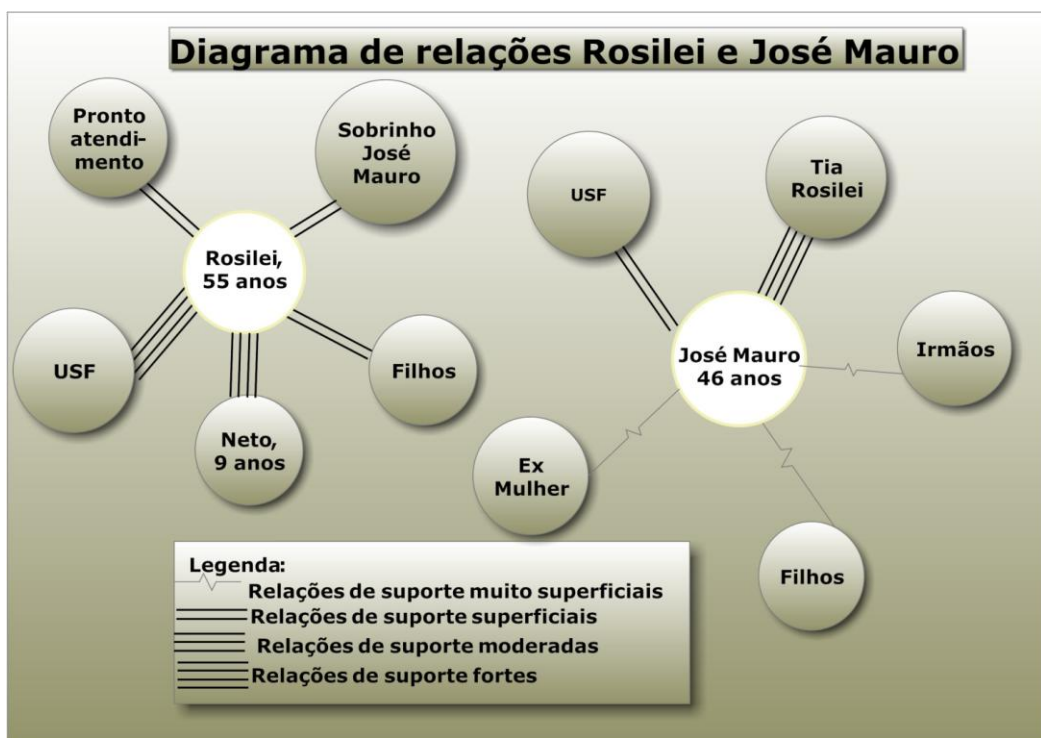 Diagrama de relações Rosilei e José Mauro
Pronto
atendi-
mento
Sobrinho
José
Mauro
Rosilei,
55 anos
USF
Neto,
9 anos
Filhos
USF
Tia
Rosilei
José Mauro
46 anos
Irmãos
Ex
Mulher
Filhos
Legenda:
Relações de suporte muito superficiais
Relações de suporte superficiais
Relações de suporte moderadas
Relações de suporte fortes